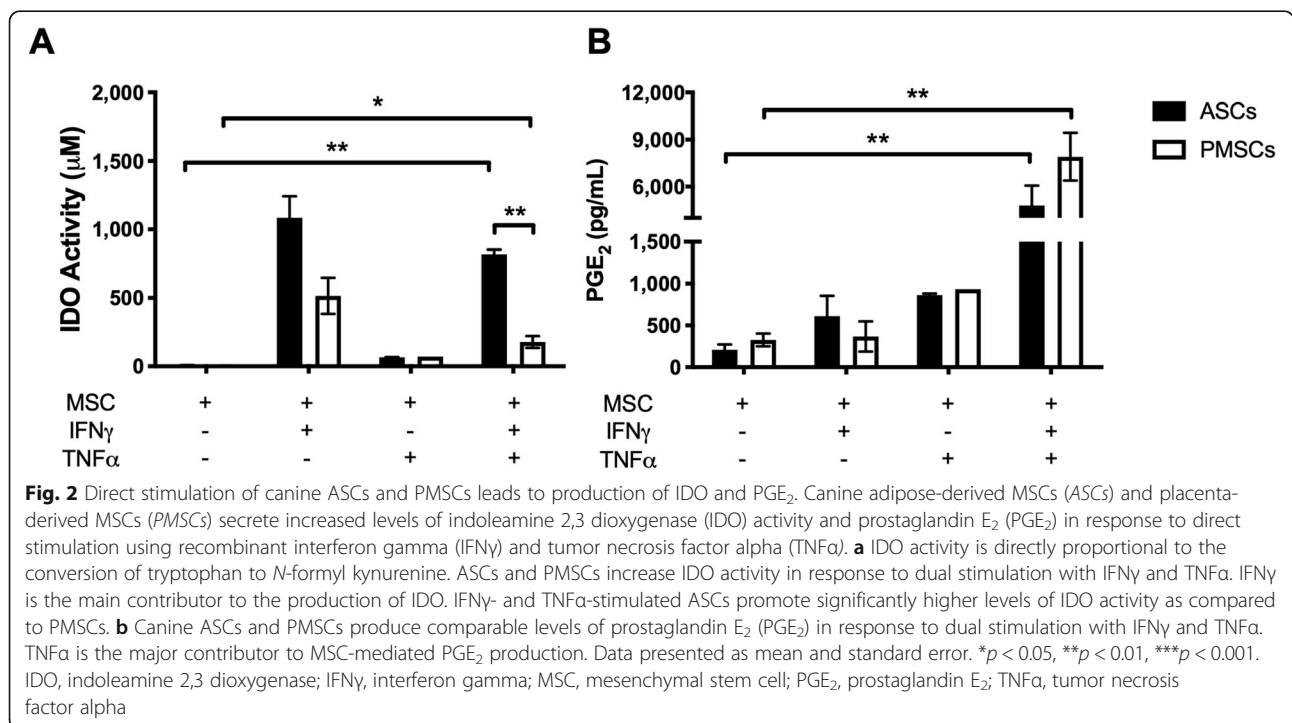 A
B
2,000
1,500
1,000
500
0
IDO Activity (μM)
*
**
**
12,000
9,000
6,000
1,500
1,000
500
0
PGE₂ (pg/mL)
**
**
ASCs
PMSCs
MSC + + + +
IFNγ - + - +
TNFα - - + +
MSC + + + +
IFNγ - + - +
TNFα - - + +
Fig. 2 Direct stimulation of canine ASCs and PMSCs leads to production of IDO and PGE₂. Canine adipose-derived MSCs (ASCs) and placenta-
derived MSCs (PMSCs) secrete increased levels of indoleamine 2,3 dioxygenase (IDO) activity and prostaglandin E₂ (PGE₂) in response to direct
stimulation using recombinant interferon gamma (IFNγ) and tumor necrosis factor alpha (TNFα). a IDO activity is directly proportional to the
conversion of tryptophan to N-formyl kynurenine. ASCs and PMSCs increase IDO activity in response to dual stimulation with IFNγ and TNFα. IFNγ
is the main contributor to the production of IDO. IFNγ- and TNFα-stimulated ASCs promote significantly higher levels of IDO activity as compared
to PMSCs. b Canine ASCs and PMSCs produce comparable levels of prostaglandin E₂ (PGE₂) in response to dual stimulation with IFNγ and TNFα.
TNFα is the major contributor to MSC-mediated PGE₂ production. Data presented as mean and standard error. *p < 0.05, **p < 0.01, ***p < 0.001.
IDO, indoleamine 2,3 dioxygenase; IFNγ, interferon gamma; MSC, mesenchymal stem cell; PGE₂, prostaglandin E₂; TNFα, tumor necrosis
factor alpha